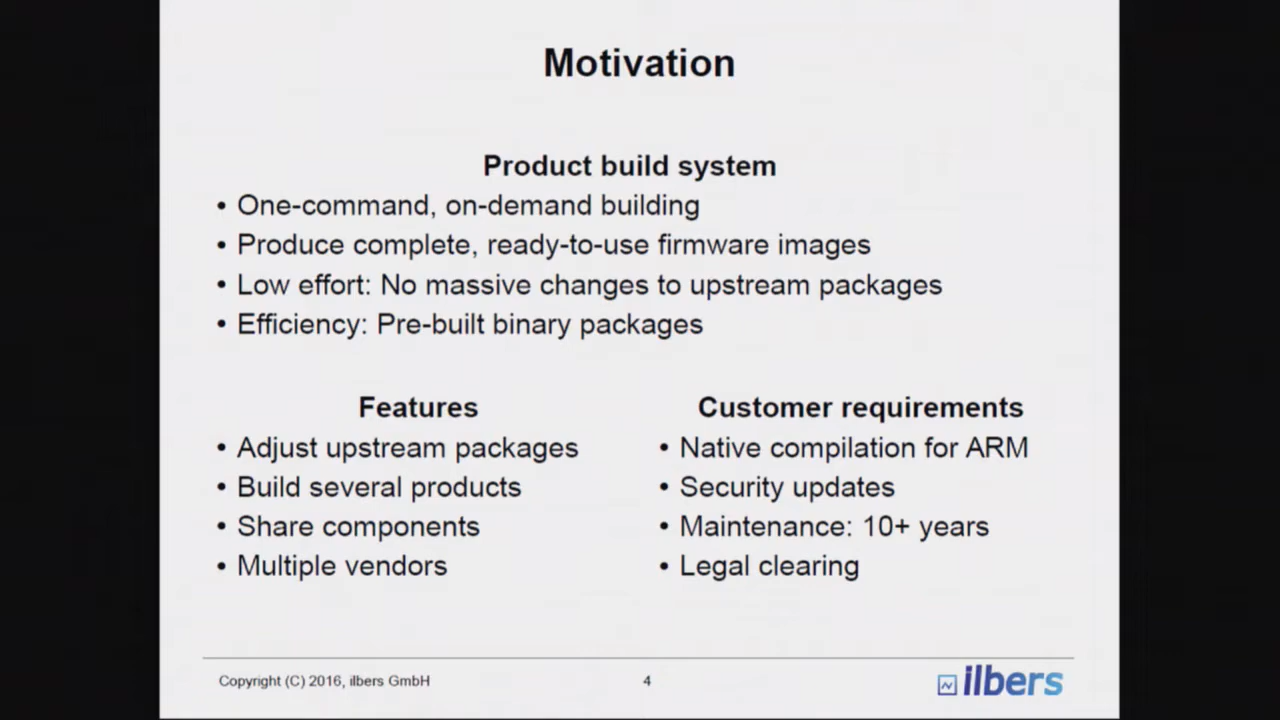 Motivation
Product build system
• One-command, on-demand building
• Produce complete, ready-to-use firmware images
• Low effort: No massive changes to upstream packages
• Efficiency: Pre-built binary packages
Features
• Adjust upstream packages
• Build several products
• Share components
• Multiple vendors
Customer requirements
• Native compilation for ARM
• Security updates
• Maintenance: 10+ years
• Legal clearing
Copyright (C) 2016, ilbers GmbH
4
ilbers